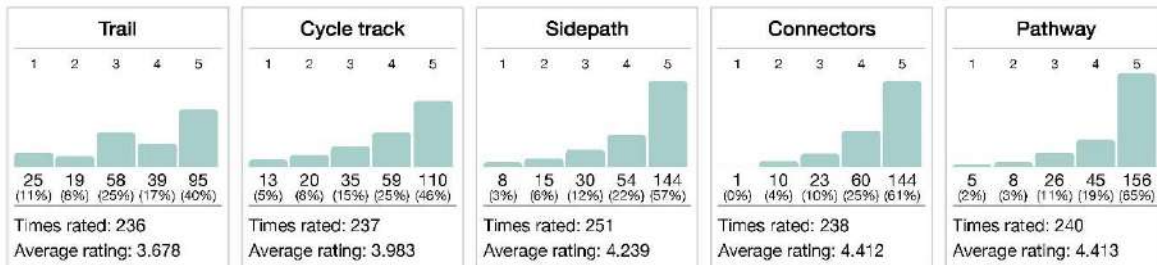 Trail
1 2 3 4 5
25 19 58 39 95
(11%) (8%) (25%) (17%) (40%)
Times rated: 236
Average rating: 3.678
Cycle track
1 2 3 4 5
13 20 35 59 110
(5%) (8%) (15%) (25%) (46%)
Times rated: 237
Average rating: 3.983
Sidepath
1 2 3 4 5
8 15 30 54 144
(3%) (6%) (12%) (22%) (57%)
Times rated: 251
Average rating: 4.239
Connectors
1 2 3 4 5
1 10 23 60 144
(0%) (4%) (10%) (25%) (61%)
Times rated: 238
Average rating: 4.412
Pathway
1 2 3 4 5
5 8 26 45 156
(2%) (3%) (11%) (19%) (65%)
Times rated: 240
Average rating: 4.413